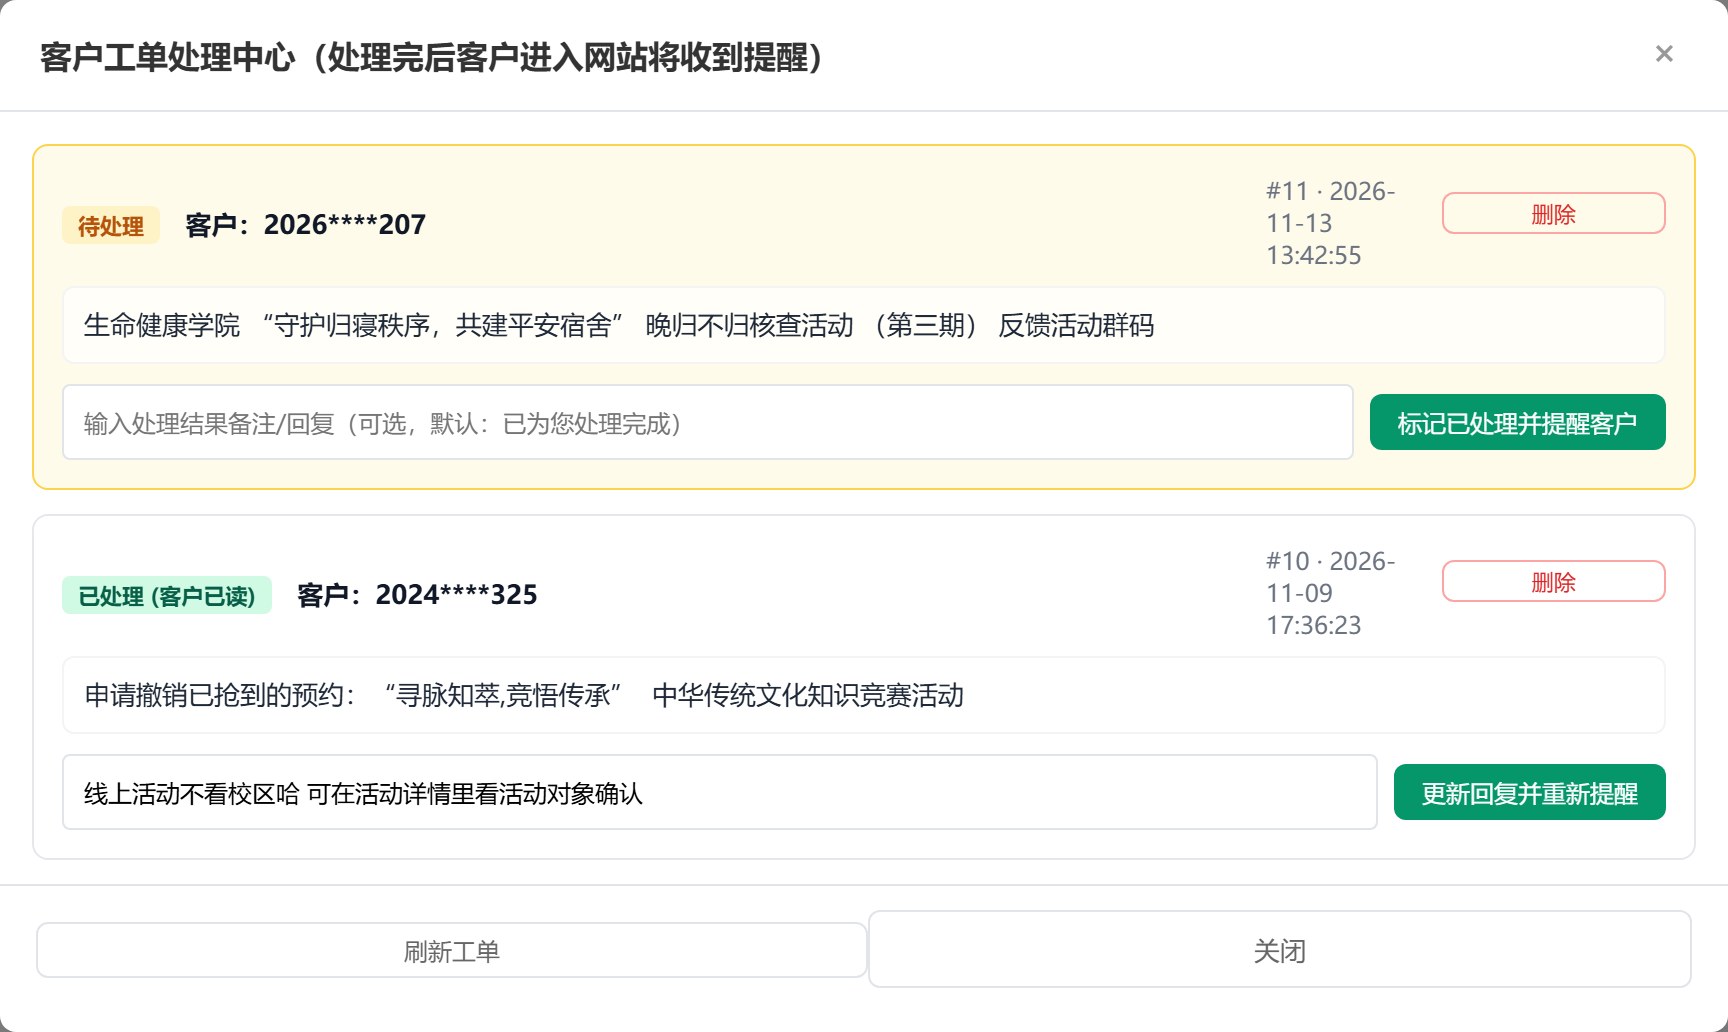 客户工单处理中心（处理完后客户进入网站将收到提醒）
×
待处理 客户：2026****207
#11 · 2026-
11-13
13:42:55
删除
生命健康学院 “守护归寝秩序，共建平安宿舍” 晚归不归核查活动 （第三期） 反馈活动群码
输入处理结果备注/回复（可选，默认：已为您处理完成）
标记已处理并提醒客户
已处理 (客户已读) 客户：2024****325
#10 · 2026-
11-09
17:36:23
删除
申请撤销已抢到的预约： “寻脉知萃,竞悟传承” 中华传统文化知识竞赛活动
线上活动不看校区哈 可在活动详情里看活动对象确认
更新回复并重新提醒
刷新工单
关闭